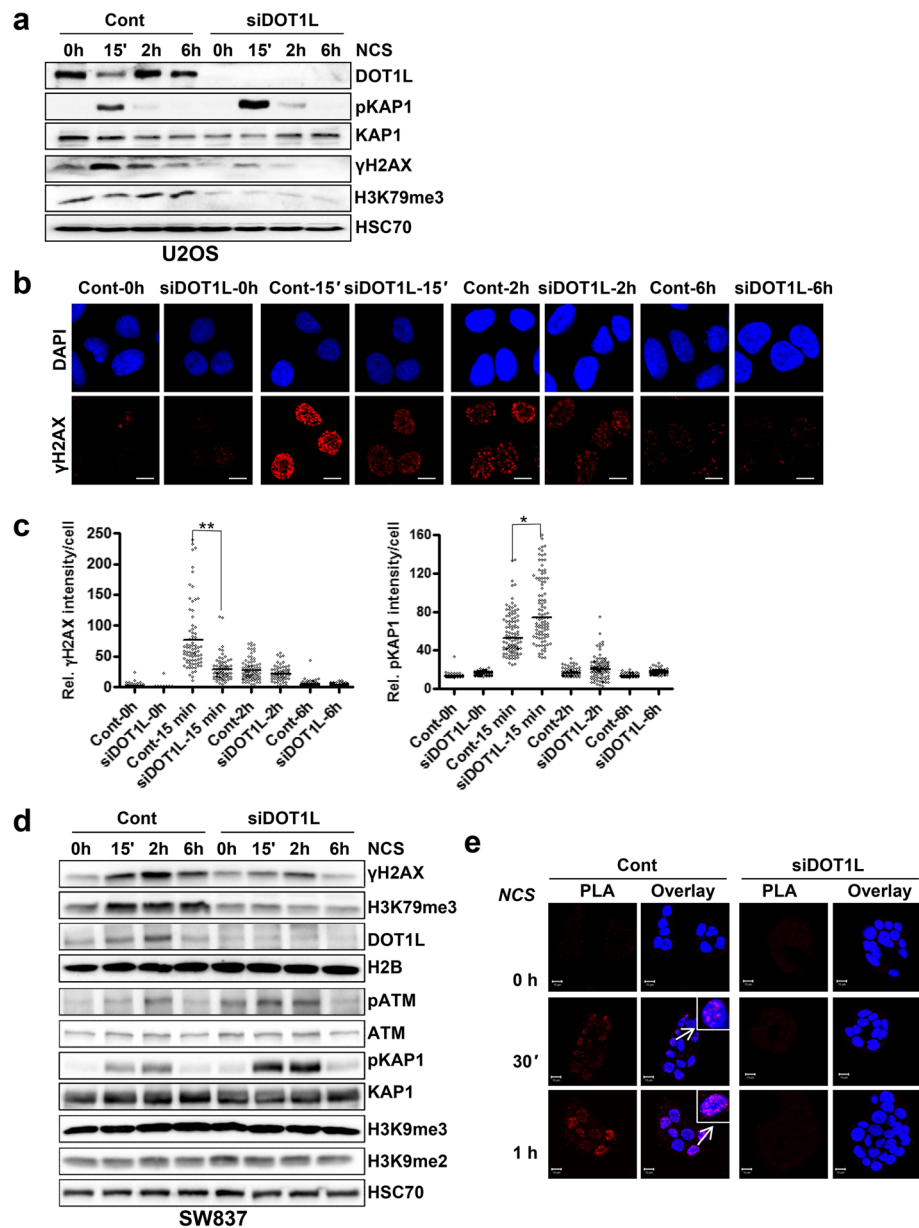 a
Cont siDOT1L
0h 15' 2h 6h 0h 15' 2h 6h NCS
DOT1L
pKAP1
KAP1
γH2AX
H3K79me3
HSC70
U2OS
b
Cont-0h siDOT1L-0h Cont-15′ siDOT1L-15′ Cont-2h siDOT1L-2h Cont-6h siDOT1L-6h
DAPI
γH2AX
c
Rel. γH2AX intensity/cell
250
200
150
100
50
0
**
Cont-0h
siDOT1L-0h
Cont-15 min
siDOT1L-15 min
Cont-2h
siDOT1L-2h
Cont-6h
siDOT1L-6h
Rel. pKAP1 intensity/cell
160
120
80
40
0
*
Cont-0h
siDOT1L-0h
Cont-15 min
siDOT1L-15 min
Cont-2h
siDOT1L-2h
Cont-6h
siDOT1L-6h
d
Cont siDOT1L
0h 15' 2h 6h 0h 15' 2h 6h NCS
γH2AX
H3K79me3
DOT1L
H2B
pATM
ATM
pKAP1
KAP1
H3K9me3
H3K9me2
HSC70
SW837
e
Cont siDOT1L
NCS PLA Overlay PLA Overlay
0 h
30′
1 h